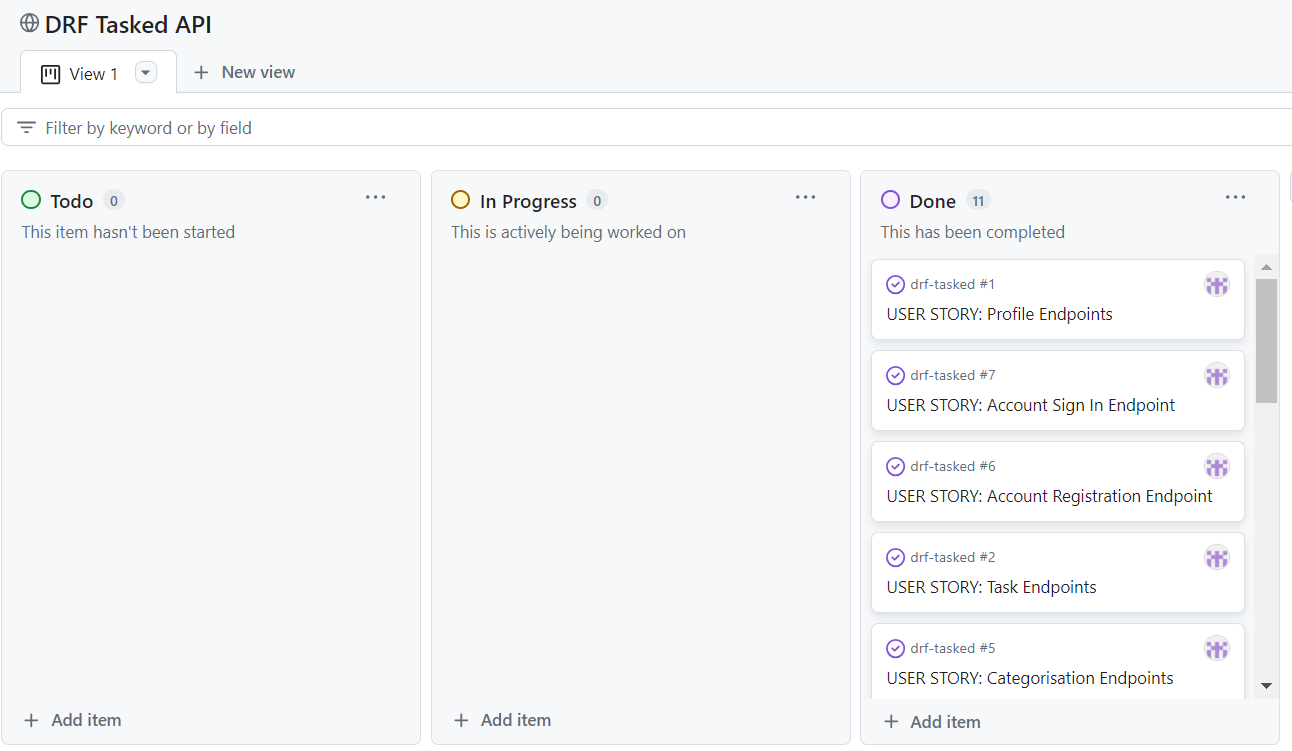 DRF Tasked API
View 1
New view
Filter by keyword or by field
Todo 0
This item hasn't been started
Add item
In Progress 0
This is actively being worked on
Add item
Done 11
This has been completed
drf-tasked #1
USER STORY: Profile Endpoints
drf-tasked #7
USER STORY: Account Sign In Endpoint
drf-tasked #6
USER STORY: Account Registration Endpoint
drf-tasked #2
USER STORY: Task Endpoints
drf-tasked #5
USER STORY: Categorisation Endpoints
Add item